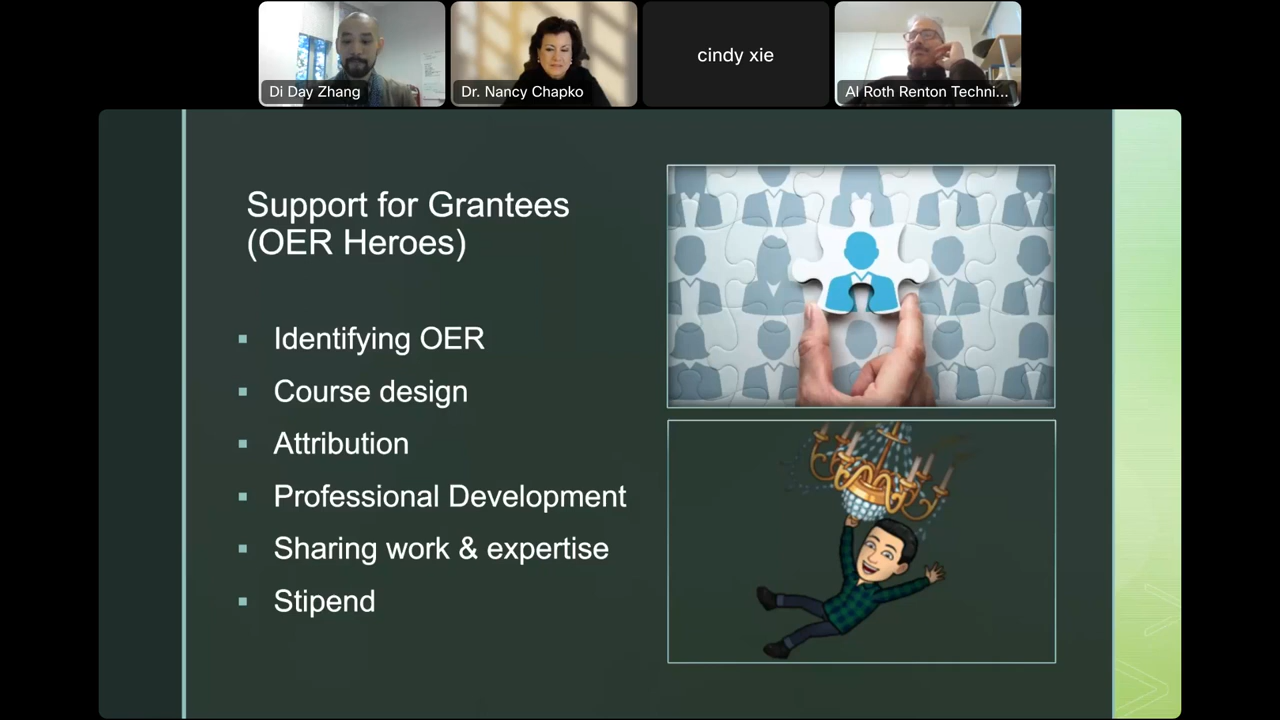 Di Day Zhang
Dr. Nancy Chapko
cindy xie
Al Roth Renton Techni...
Support for Grantees
(OER Heroes)
Identifying OER
Course design
Attribution
Professional Development
Sharing work & expertise
Stipend